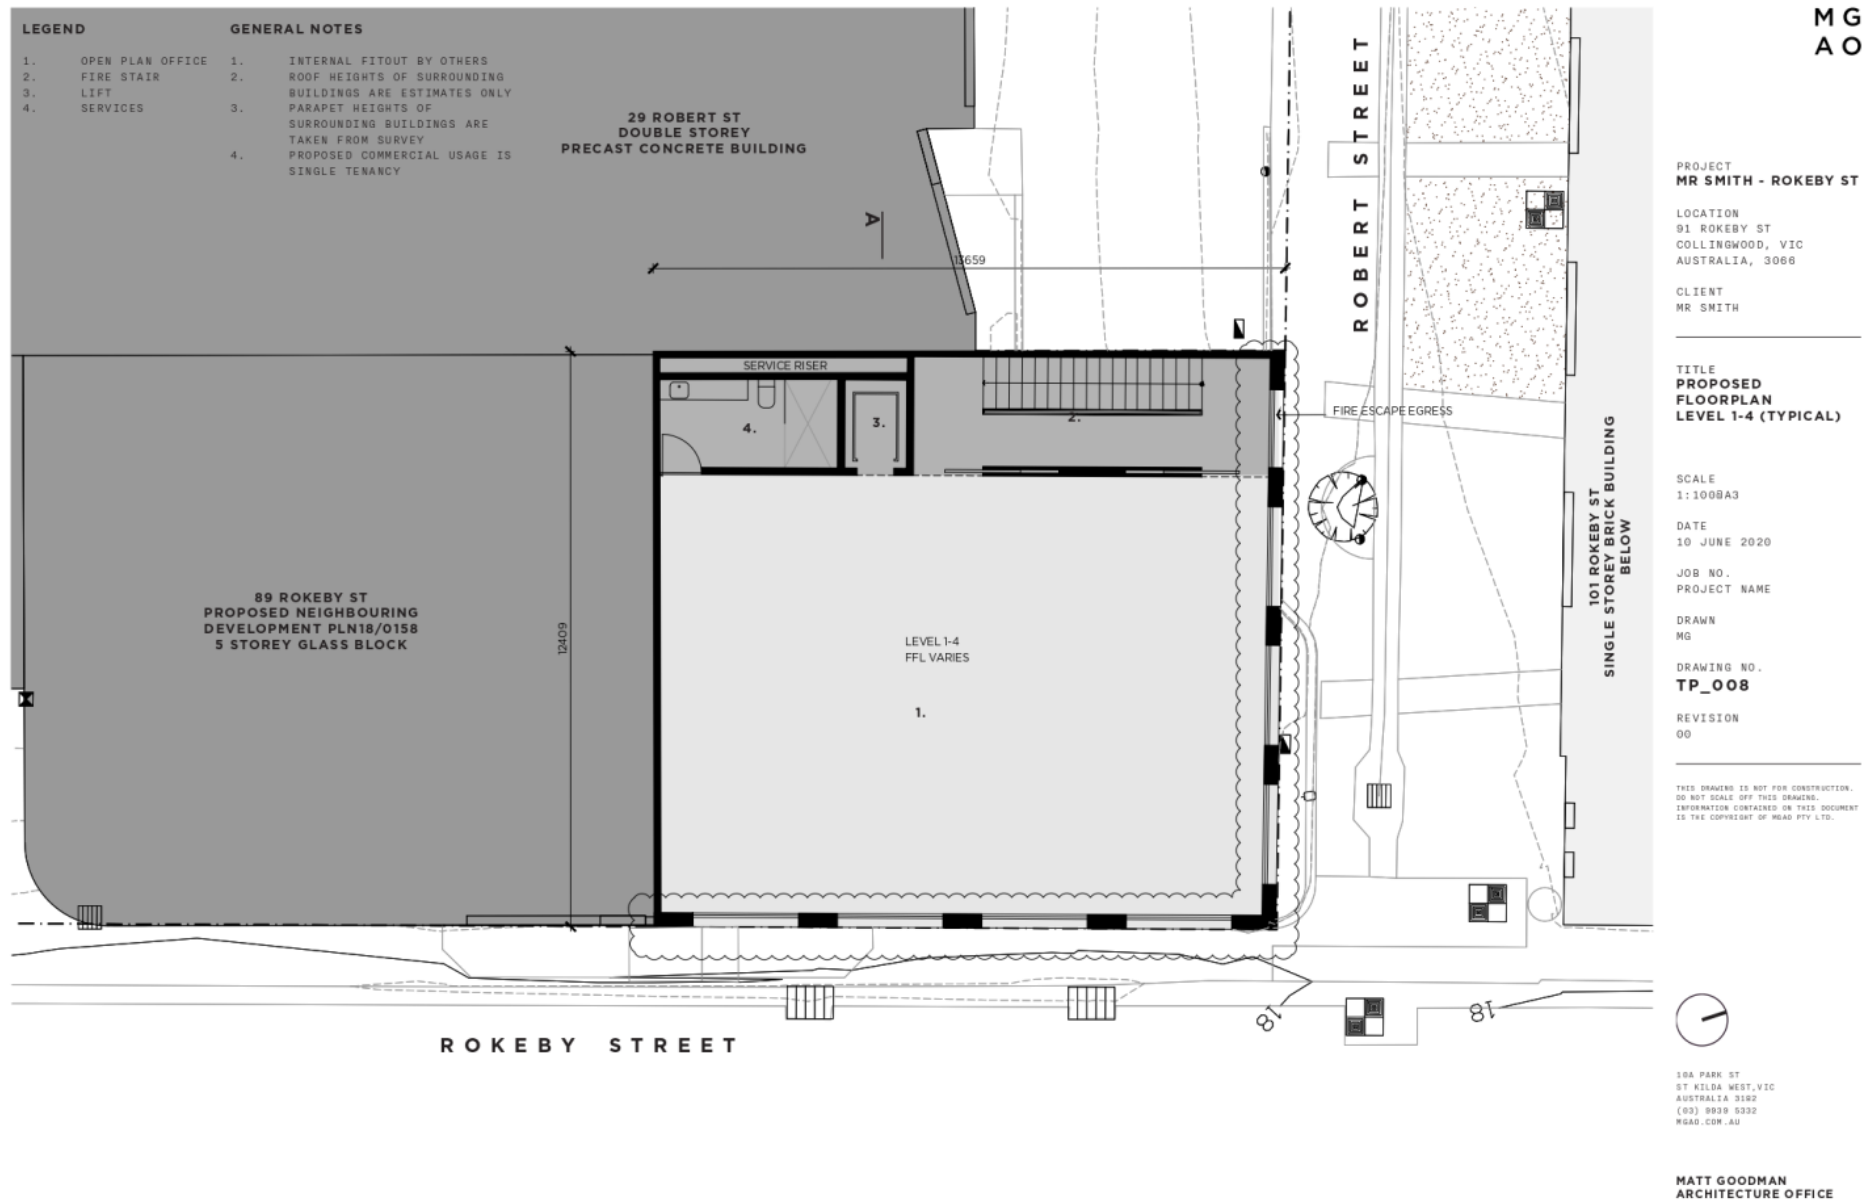 LEGEND
1. OPEN PLAN OFFICE
2. FIRE STAIR
3. LIFT
4. SERVICES
GENERAL NOTES
1. INTERNAL FITOUT BY OTHERS
2. ROOF HEIGHTS OF SURROUNDING
BUILDINGS ARE ESTIMATES ONLY
3. PARAPET HEIGHTS OF
SURROUNDING BUILDINGS ARE
TAKEN FROM SURVEY
4. PROPOSED COMMERCIAL USAGE IS
SINGLE TENANCY
29 ROBERT ST
DOUBLE STOREY
PRECAST CONCRETE BUILDING
A
13659
ROBERT STREET
SERVICE RISER
4.
3.
2.
FIRE ESCAPE EGRESS
89 ROKEBY ST
PROPOSED NEIGHBOURING
DEVELOPMENT PLN18/0158
5 STOREY GLASS BLOCK
12409
LEVEL 1-4
FFL VARIES
1.
101 ROKEBY ST
SINGLE STOREY BRICK BUILDING
BELOW
18
18
ROKEBY STREET
MG
AO
PROJECT
MR SMITH - ROKEBY ST
LOCATION
91 ROKEBY ST
COLLINGWOOD, VIC
AUSTRALIA, 3066
CLIENT
MR SMITH
TITLE
PROPOSED
FLOORPLAN
LEVEL 1-4 (TYPICAL)
SCALE
1:100@A3
DATE
10 JUNE 2020
JOB NO.
PROJECT NAME
DRAWN
MG
DRAWING NO.
TP_008
REVISION
00
THIS DRAWING IS NOT FOR CONSTRUCTION.
DO NOT SCALE OFF THIS DRAWING.
INFORMATION CONTAINED ON THIS DOCUMENT
IS THE COPYRIGHT OF MGAO PTY LTD.
10A PARK ST
ST KILDA WEST,VIC
AUSTRALIA 3182
(03) 9939 5332
MGAO.COM.AU
MATT GOODMAN
ARCHITECTURE OFFICE